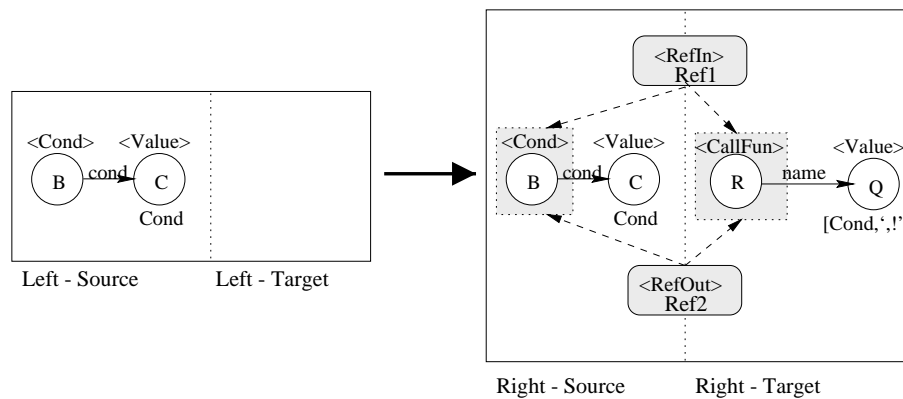 <RefIn>
Ref1
<Cond> <Value>
B cond C
Cond
<Cond> <Value> <CallFun> <Value>
B cond C R name Q
Cond [Cond,‘,!’
<RefOut>
Ref2
Left - Source Left - Target
Right - Source Right - Target